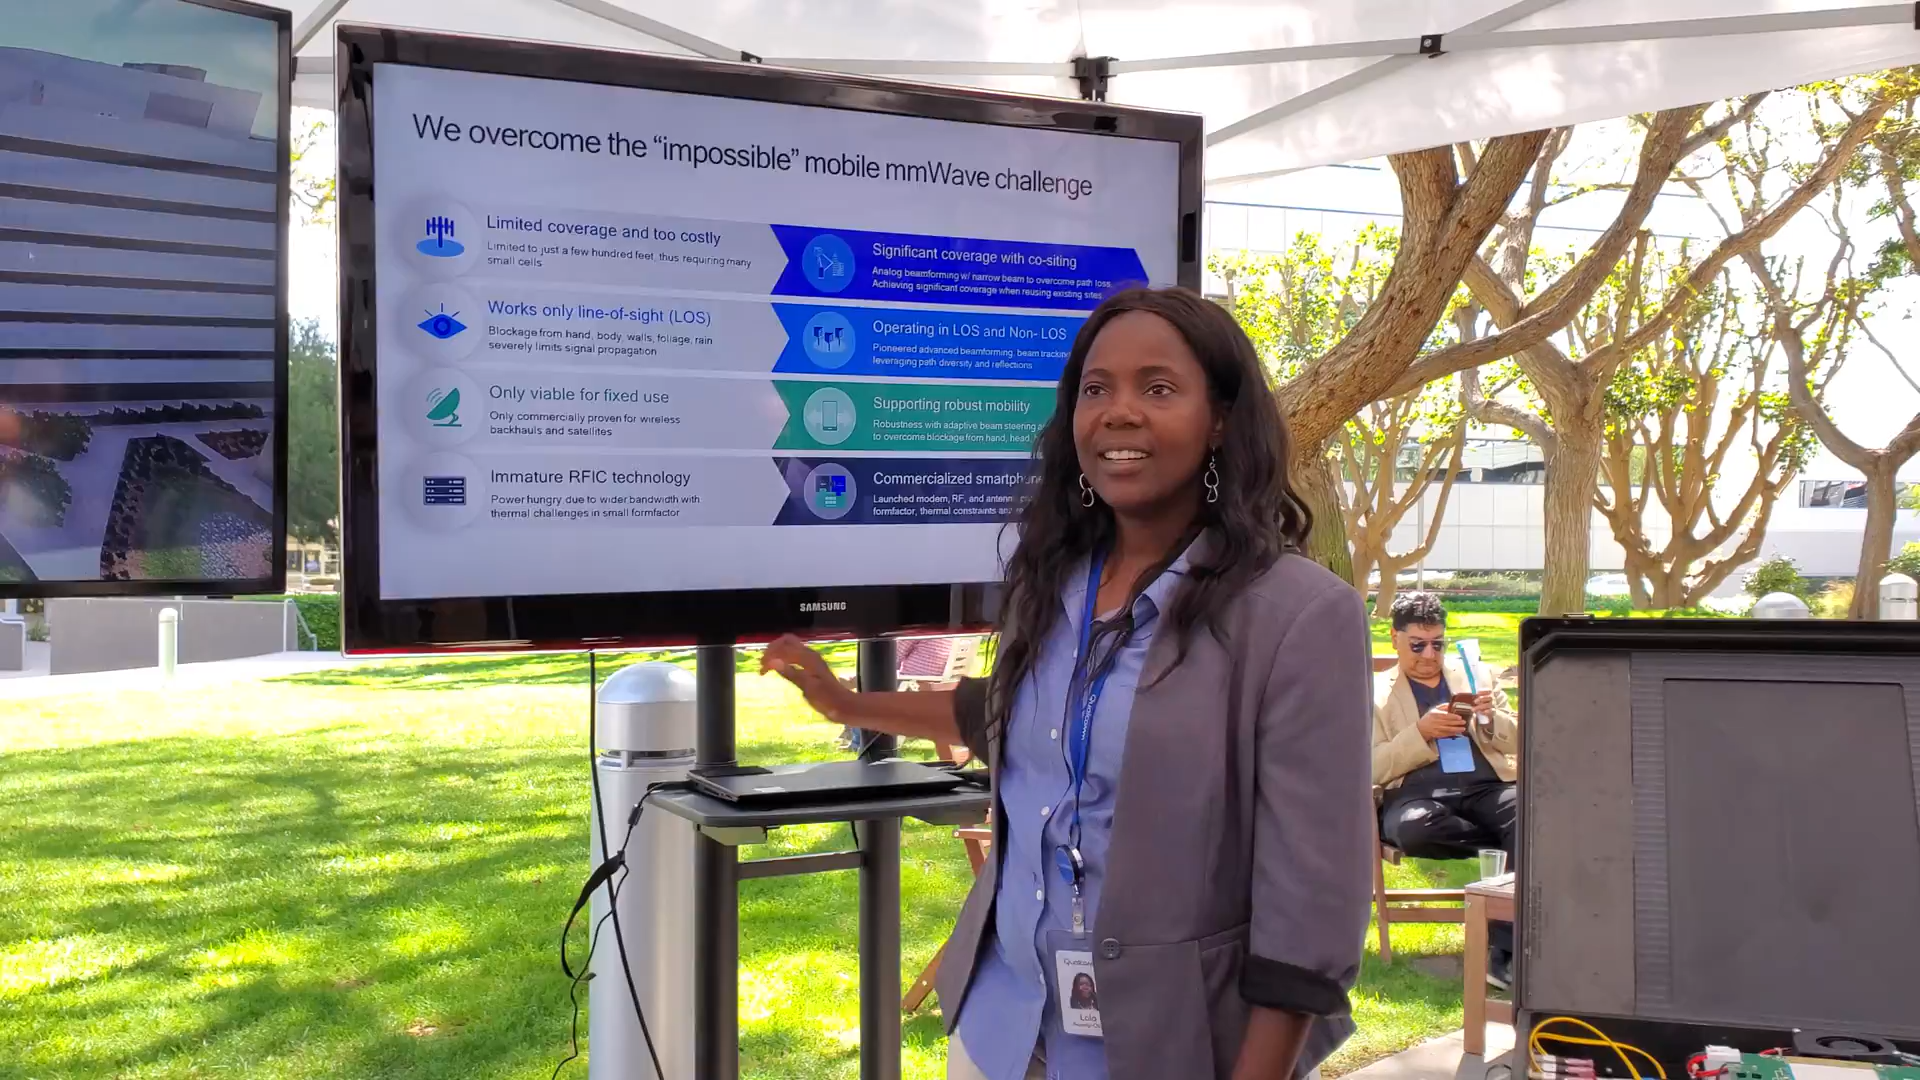 We overcome the “impossible” mobile mmWave challenge
Limited coverage and too costly
Limited to just a few hundred feet, thus requiring many
small cells
Significant coverage with co-siting
Analog beamforming w/ narrow beam to overcome path loss.
Achieving significant coverage when reusing existing sites
Works only line-of-sight (LOS)
Blockage from hand, body, walls, foliage, rain
severely limits signal propagation
Operating in LOS and Non- LOS
Pioneered advanced beamforming, beam tracking
leveraging path diversity and reflections
Only viable for fixed use
Only commercially proven for wireless
backhauls and satellites
Supporting robust mobility
Robustness with adaptive beam steering
to overcome blockage from hand, head,
Immature RFIC technology
Power hungry due to wider bandwidth with
thermal challenges in small formfactor
Commercialized smartphone
Launched modem, RF, and antenna
formfactor, thermal constraints and
SAMSUNG
Qualcomm
Qualcomm
Lola